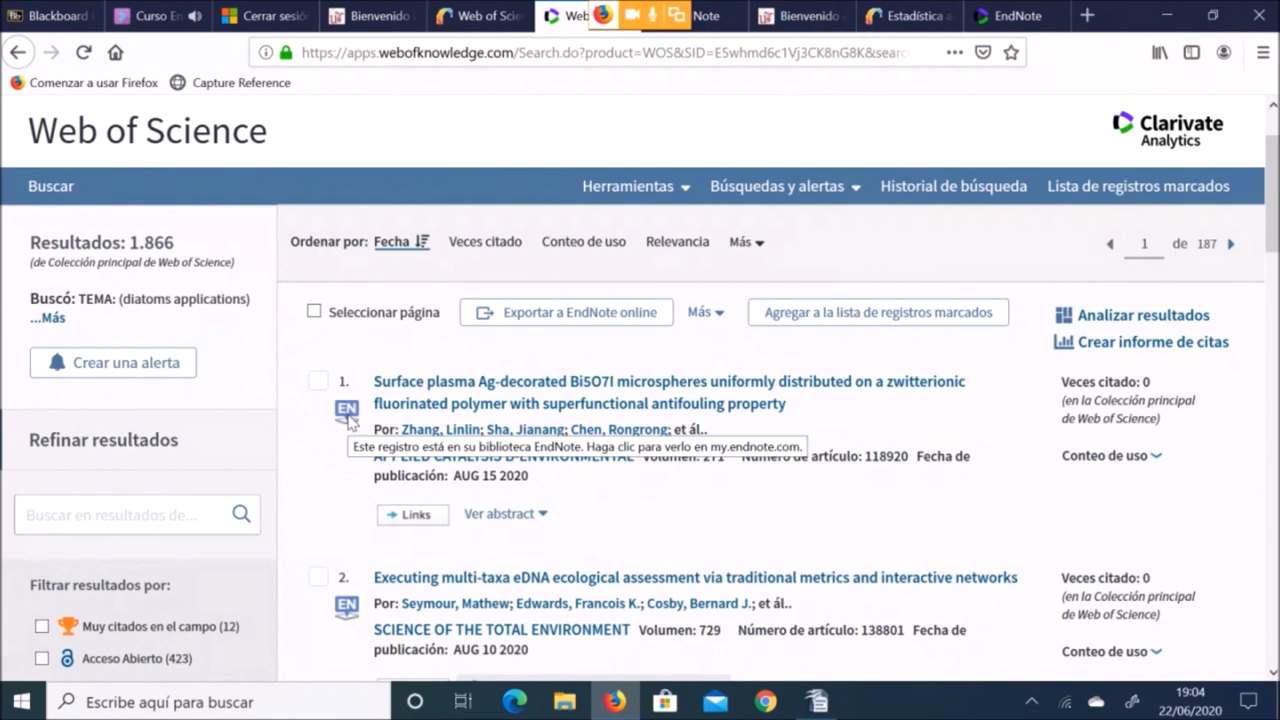 Blackboard
Curso En
Cerrar sesió
Bienvenido
Web of Scie
Web
Note
Bienvenido a
Estadística a
EndNote
https://apps.webofknowledge.com/Search.do?product=WOS&SID=E5whmd6c1Vj3CK8nG8K&searc
Comenzar a usar Firefox
Capture Reference
Web of Science
Clarivate
Analytics
Buscar
Herramientas
Búsquedas y alertas
Historial de búsqueda
Lista de registros marcados
Resultados: 1.866
(de Colección principal de Web of Science)
Buscó: TEMA: (diatoms applications)
...Más
Crear una alerta
Refinar resultados
Buscar en resultados de...
Filtrar resultados por:
Muy citados en el campo (12)
Acceso Abierto (423)
Ordenar por: Fecha Veces citado Conteo de uso Relevancia Más
1 de 187
Seleccionar página
Exportar a EndNote online
Más
Agregar a la lista de registros marcados
Analizar resultados
Crear informe de citas
1. Surface plasma Ag-decorated Bi5O7I microspheres uniformly distributed on a zwitterionic
EN fluorinated polymer with superfunctional antifouling property
Por: Zhang, Linlin; Sha, Jianang; Chen, Rongrong; et ál..
Este registro está en su biblioteca EndNote. Haga clic para verlo en my.endnote.com.
APPLIED CATALYSIS B-ENVIRONMENTAL Volumen: 271 Número de artículo: 118920 Fecha de
publicación: AUG 15 2020
Links
Ver abstract
Veces citado: 0
(en la Colección
principal de Web
of Science)
Conteo de uso
2. Executing multi-taxa eDNA ecological assessment via traditional metrics and interactive networks
EN Por: Seymour, Mathew; Edwards, Francois K.; Cosby, Bernard J.; et ál..
SCIENCE OF THE TOTAL ENVIRONMENT Volumen: 729 Número de artículo: 138801 Fecha de
publicación: AUG 10 2020
Veces citado: 0
(en la Colección
principal de Web
of Science)
Conteo de uso
Escribe aquí para buscar
19:04
22/06/2020